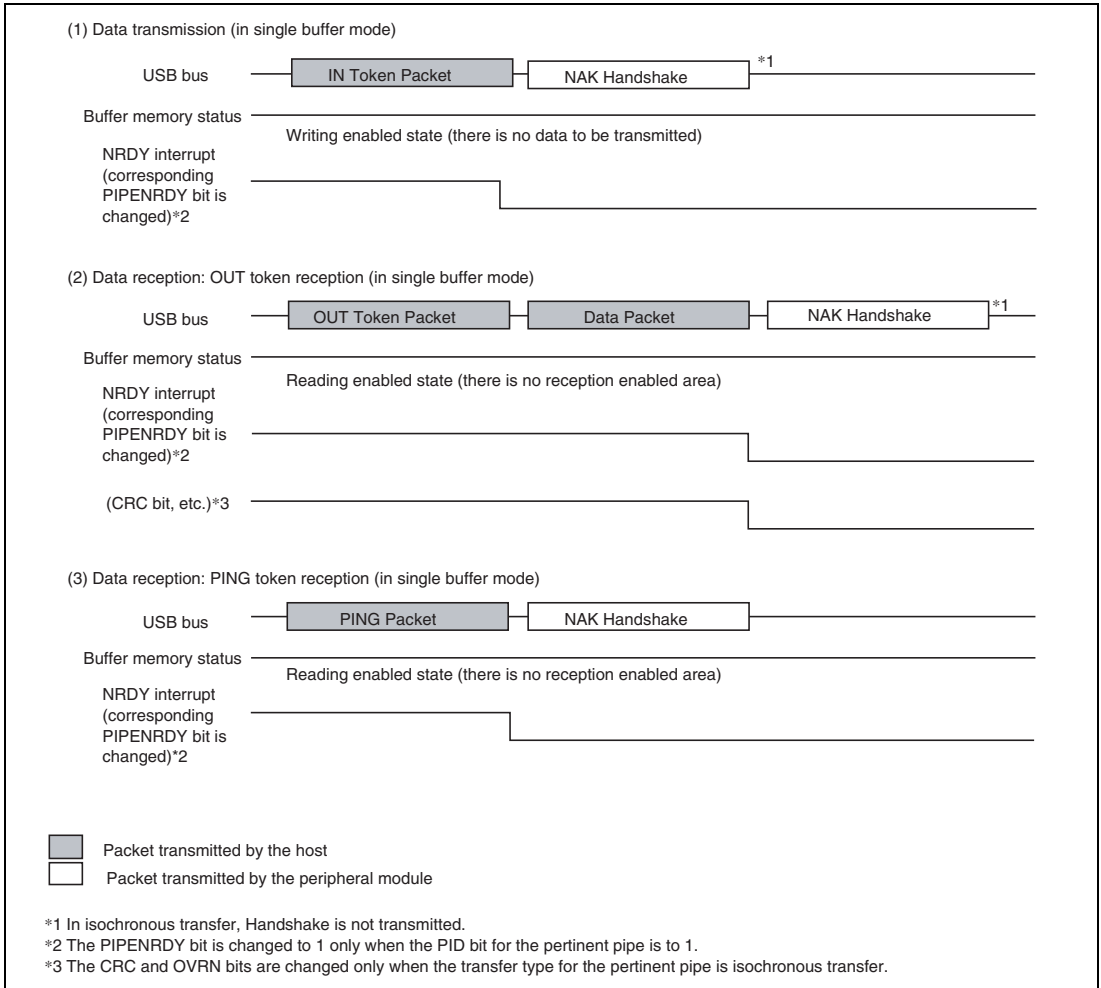 (1) Data transmission (in single buffer mode)
USB bus
IN Token Packet
NAK Handshake
*1
Buffer memory status
Writing enabled state (there is no data to be transmitted)
NRDY interrupt
(corresponding
PIPENRDY bit is
changed)*2
(2) Data reception: OUT token reception (in single buffer mode)
USB bus
OUT Token Packet
Data Packet
NAK Handshake
*1
Buffer memory status
Reading enabled state (there is no reception enabled area)
NRDY interrupt
(corresponding
PIPENRDY bit is
changed)*2
(CRC bit, etc.)*3
(3) Data reception: PING token reception (in single buffer mode)
USB bus
PING Packet
NAK Handshake
Buffer memory status
Reading enabled state (there is no reception enabled area)
NRDY interrupt
(corresponding
PIPENRDY bit is
changed)*2
Packet transmitted by the host
Packet transmitted by the peripheral module
*1 In isochronous transfer, Handshake is not transmitted.
*2 The PIPENRDY bit is changed to 1 only when the PID bit for the pertinent pipe is to 1.
*3 The CRC and OVRN bits are changed only when the transfer type for the pertinent pipe is isochronous transfer.